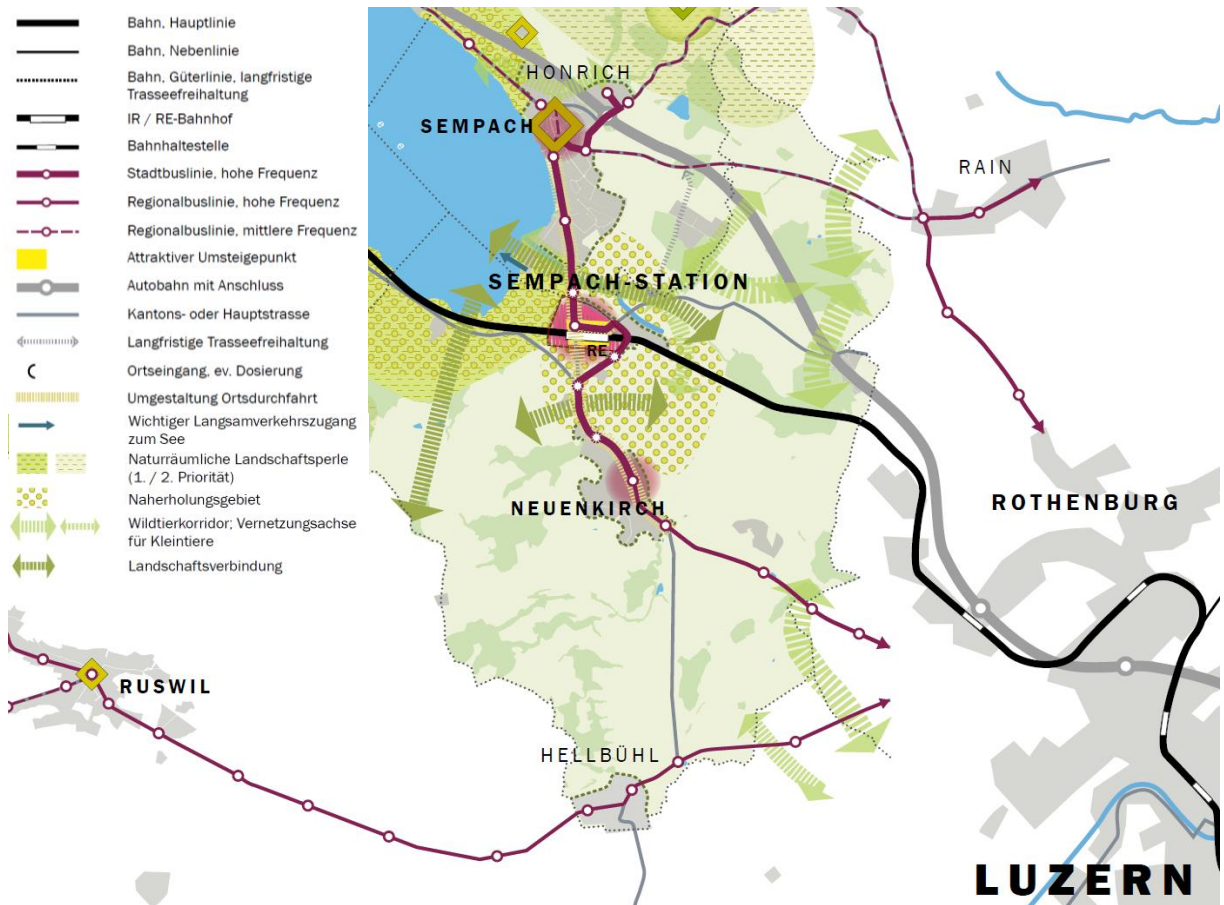 Bahn, Hauptlinie
Bahn, Nebenlinie
Bahn, Güterlinie, langfristige
Trasseefreihaltung
IR / RE-Bahnhof
Bahnhaltestelle
Stadtbuslinie, hohe Frequenz
Regionalbuslinie, hohe Frequenz
Regionalbuslinie, mittlere Frequenz
Attraktiver Umsteigepunkt
Autobahn mit Anschluss
Kantons- oder Hauptstrasse
Langfristige Trasseefreihaltung
Ortseingang, ev. Dosierung
Umgestaltung Ortsdurchfahrt
Wichtiger Langsamverkehrszugang
zum See
Naturräumliche Landschaftsperle
(1. / 2. Priorität)
Naherholungsgebiet
Wildtierkorridor; Vernetzungsachse
für Kleintiere
Landschaftsverbindung
HONRICH
SEMPACH
RAIN
SEMPACH-STATION
RE
ROTHENBURG
NEUENKIRCH
RUSWIL
HELLBÜHL
LUZERN